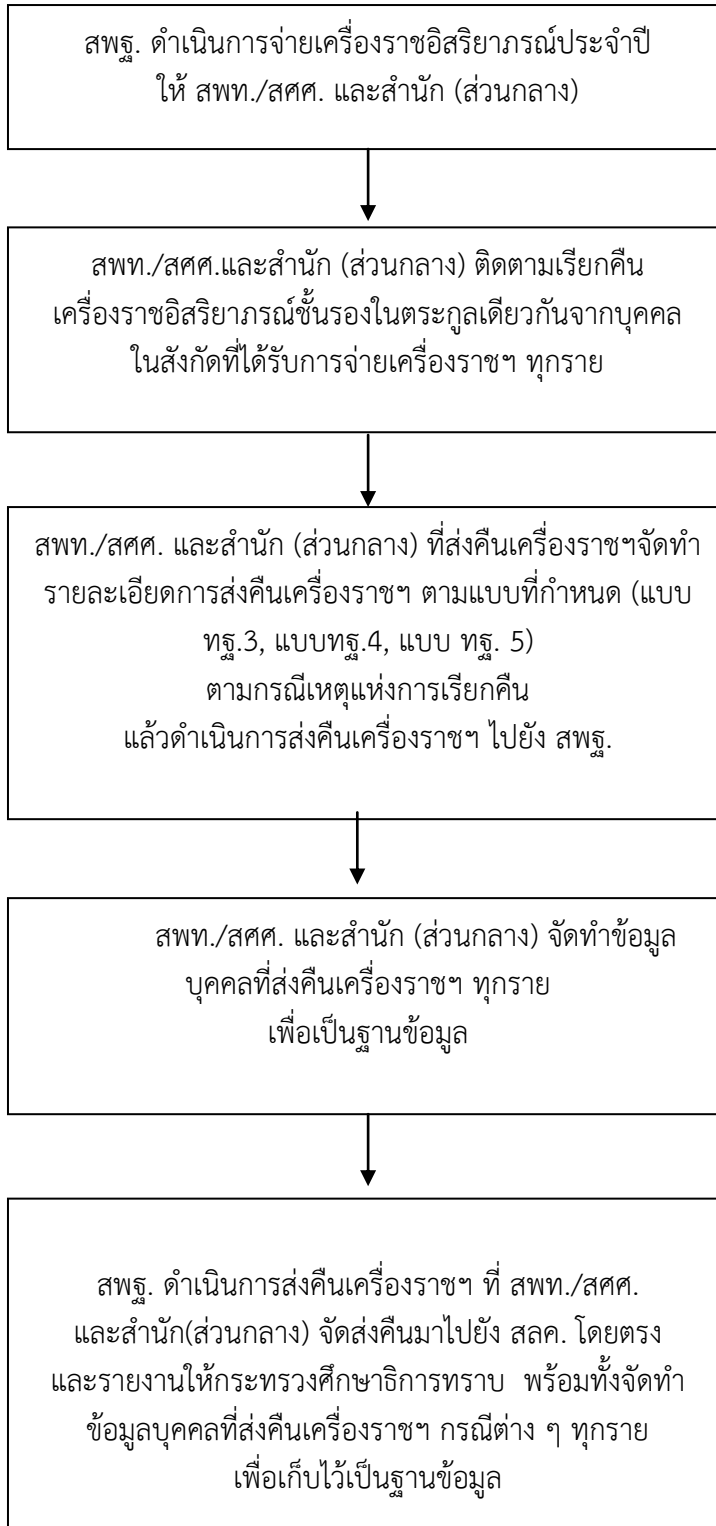 สพฐ. ดำเนินการจ่ายเครื่องราชอิสริยาภรณ์ประจำปี
ให้ สพท./สศศ. และสำนัก (ส่วนกลาง)
สพท./สศศ.และสำนัก (ส่วนกลาง) ติดตามเรียกคืน
เครื่องราชอิสริยาภรณ์ชั้นรองในตระกูลเดียวกันจากบุคคล
ในสังกัดที่ได้รับการจ่ายเครื่องราชฯ ทุกราย
สพท./สศศ. และสำนัก (ส่วนกลาง) ที่ส่งคืนเครื่องราชฯจัดทำ
รายละเอียดการส่งคืนเครื่องราชฯ ตามแบบที่กำหนด (แบบ
ทฐ.3, แบบทฐ.4, แบบ ทฐ. 5)
ตามกรณีเหตุแห่งการเรียกคืน
แล้วดำเนินการส่งคืนเครื่องราชฯ ไปยัง สพฐ.
สพท./สศศ. และสำนัก (ส่วนกลาง) จัดทำข้อมูล
บุคคลที่ส่งคืนเครื่องราชฯ ทุกราย
เพื่อเป็นฐานข้อมูล
สพฐ. ดำเนินการส่งคืนเครื่องราชฯ ที่ สพท./สศศ.
และสำนัก(ส่วนกลาง) จัดส่งคืนมาไปยัง สลค. โดยตรง
และรายงานให้กระทรวงศึกษาธิการทราบ พร้อมทั้งจัดทำ
ข้อมูลบุคคลที่ส่งคืนเครื่องราชฯ กรณีต่าง ๆ ทุกราย
เพื่อเก็บไว้เป็นฐานข้อมูล